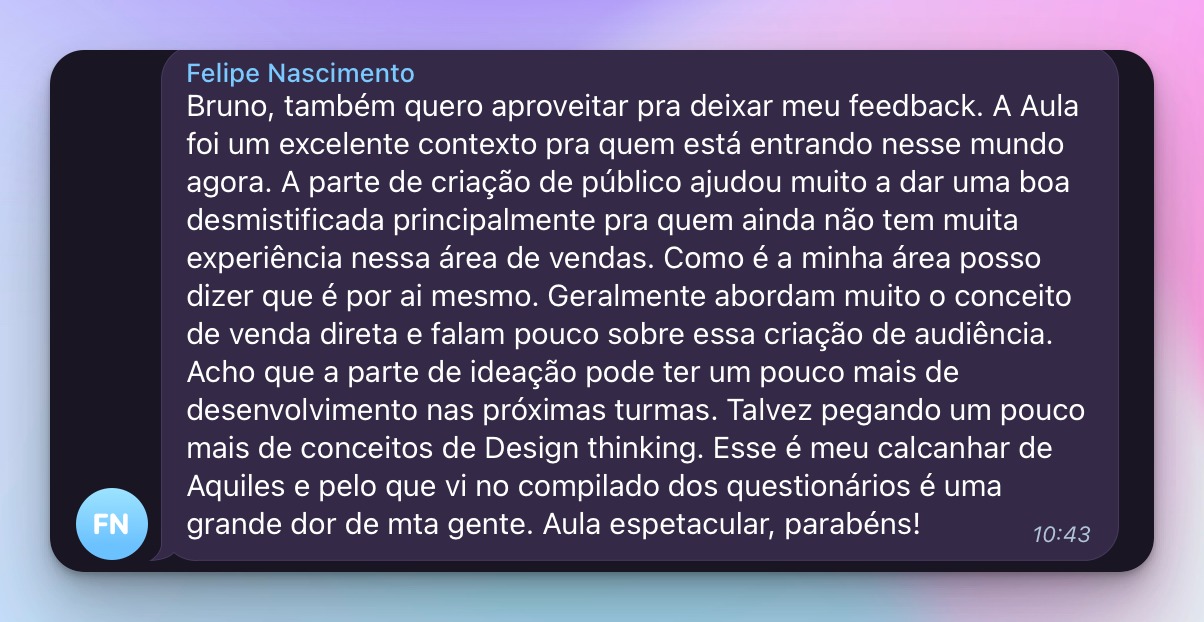 Felipe Nascimento
Bruno, também quero aproveitar pra deixar meu feedback. A Aula
foi um excelente contexto pra quem está entrando nesse mundo
agora. A parte de criação de público ajudou muito a dar uma boa
desmistificada principalmente pra quem ainda não tem muita
experiência nessa área de vendas. Como é a minha área posso
dizer que é por ai mesmo. Geralmente abordam muito o conceito
de venda direta e falam pouco sobre essa criação de audiência.
Acho que a parte de ideação pode ter um pouco mais de
desenvolvimento nas próximas turmas. Talvez pegando um pouco
mais de conceitos de Design thinking. Esse é meu calcanhar de
Aquiles e pelo que vi no compilado dos questionários é uma
grande dor de mta gente. Aula espetacular, parabéns!
10:43
FN